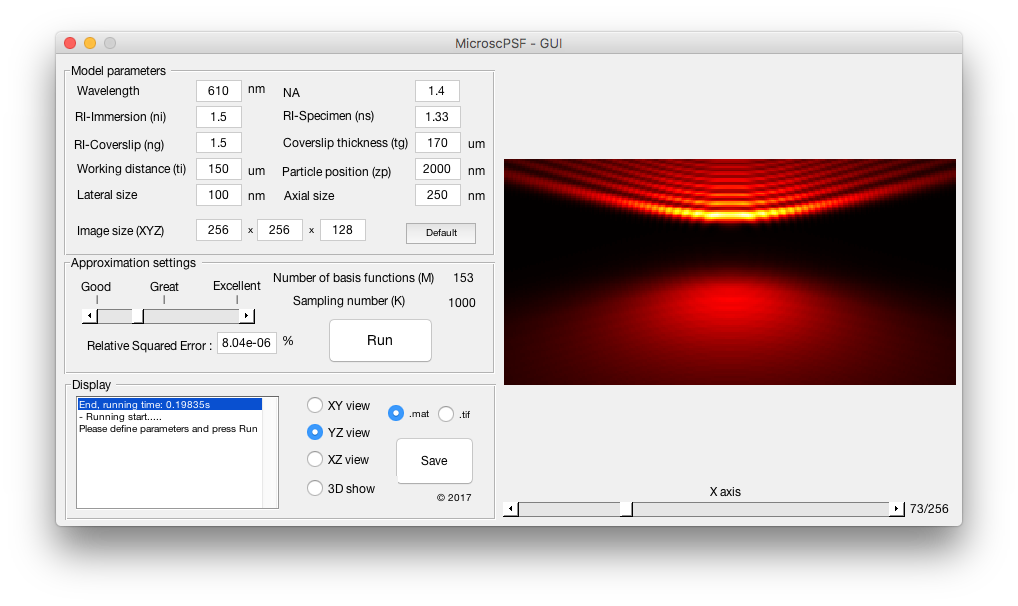 MicroscPSF - GUI
Model parameters
Wavelength 610 nm NA 1.4
RI-Immersion (ni) 1.5 RI-Specimen (ns) 1.33
RI-Coverslip (ng) 1.5 Coverslip thickness (tg) 170 um
Working distance (ti) 150 um Particle position (zp) 2000 nm
Lateral size 100 nm Axial size 250 nm
Image size (XYZ) 256 x 256 x 128 Default
Approximation settings
Good Great Excellent
Number of basis functions (M) 153
Sampling number (K) 1000
Relative Squared Error : 8.04e-06 %
Run
Display
End, running time: 0.19835s
- Running start.....
Please define parameters and press Run
XY view
YZ view
XZ view
3D show
.mat .tif
Save
© 2017
X axis
73/256